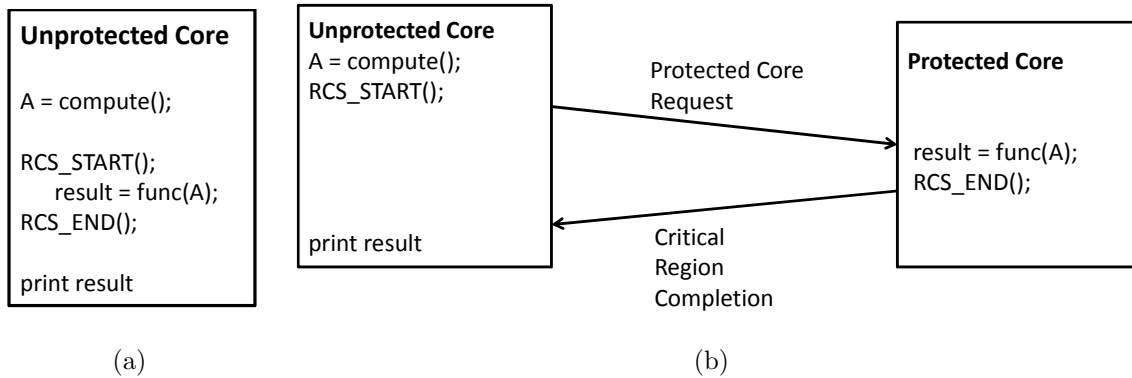 Unprotected Core
A = compute();
RCS_START();
result = func(A);
RCS_END();
print result
(a)
Unprotected Core
A = compute();
RCS_START();
print result
Protected Core
Request
Critical
Region
Completion
Protected Core
result = func(A);
RCS_END();
(b)